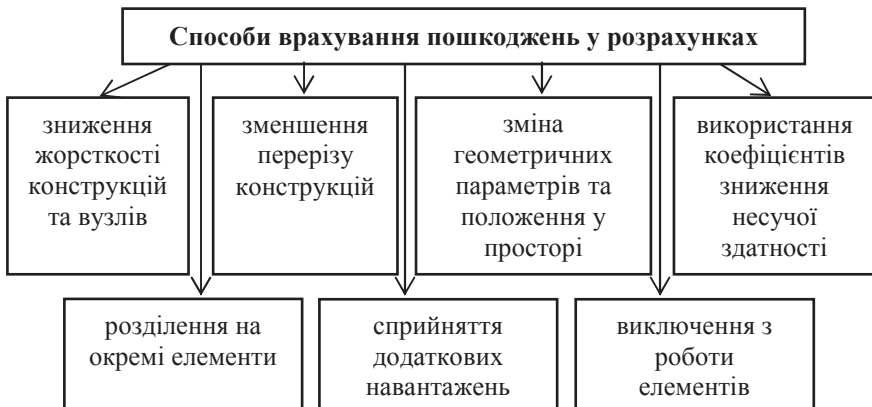 Способи врахування пошкоджень у розрахунках
зниження
жорсткості
конструкцій
та вузлів
зменшення
перерізу
конструкцій
зміна
геометричних
параметрів та
положення у
просторі
використання
коефіцієнтів
зниження
несучої
здатності
розділення на
окремі елементи
сприйняття
додаткових
навантажень
виключення з
роботи
елементів